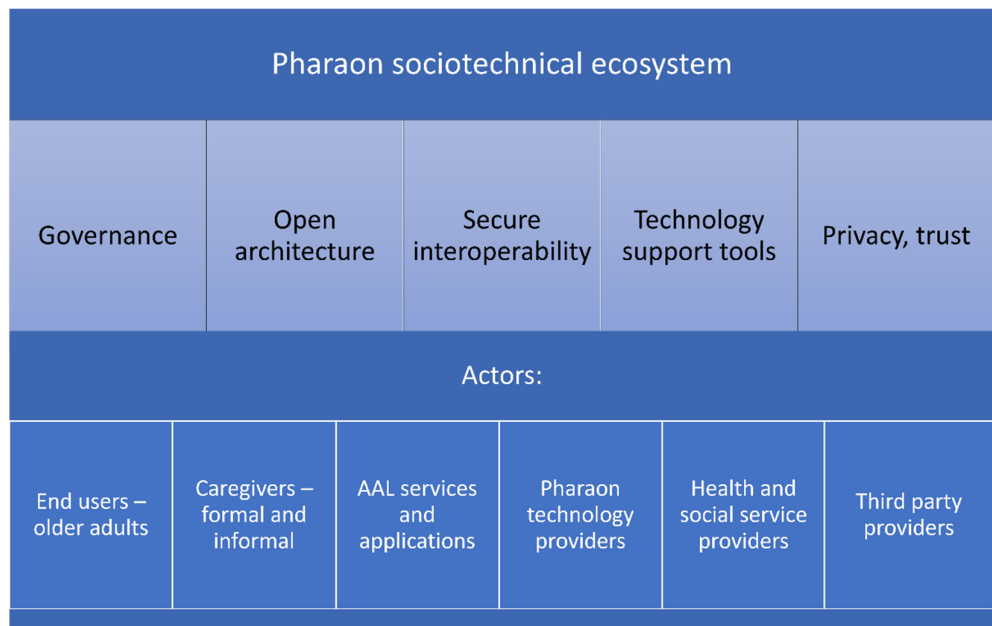 Pharaon sociotechnical ecosystem
Governance
Open
architecture
Secure
interoperability
Technology
support tools
Privacy, trust
Actors:
End users –
older adults
Caregivers –
formal and
informal
AAL services
and
applications
Pharaon
technology
providers
Health and
social service
providers
Third party
providers